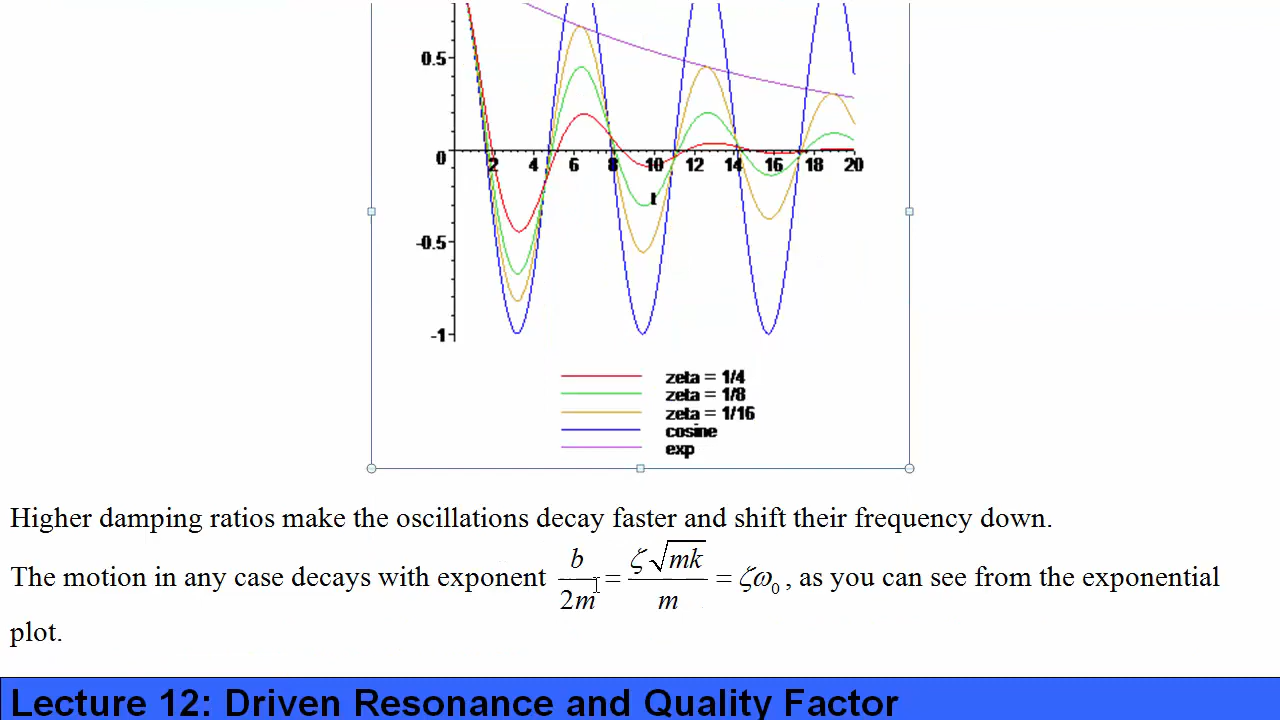 0.5
0
2 4 6 8 10 12 14 16 18 20
t
-0.5
-1
zeta = 1/4
zeta = 1/8
zeta = 1/16
cosine
exp
Higher damping ratios make the oscillations decay faster and shift their frequency down.
The motion in any case decays with exponent b/2m = ζ√mk/m = ζω₀, as you can see from the exponential
plot.
Lecture 12: Driven Resonance and Quality Factor